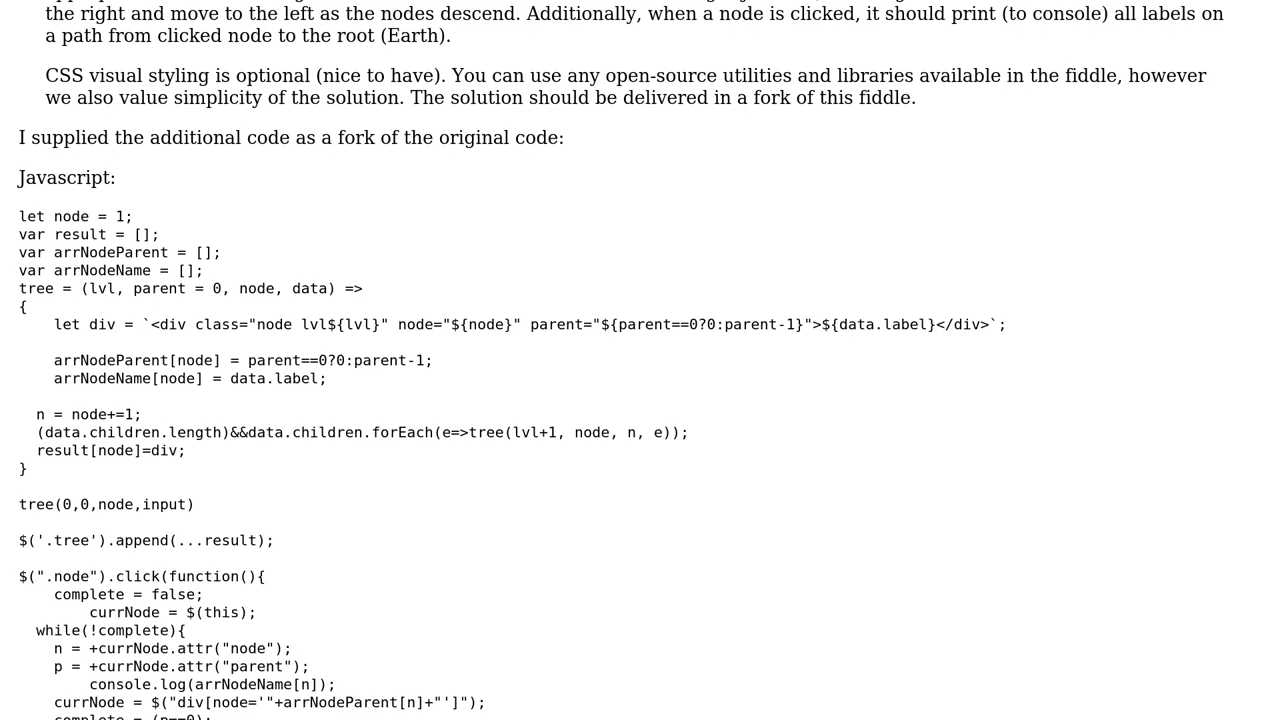 the right and move to the left as the nodes descend. Additionally, when a node is clicked, it should print (to console) all labels on
a path from clicked node to the root (Earth).
CSS visual styling is optional (nice to have). You can use any open-source utilities and libraries available in the fiddle, however
we also value simplicity of the solution. The solution should be delivered in a fork of this fiddle.
I supplied the additional code as a fork of the original code:
Javascript:
let node = 1;
var result = [];
var arrNodeParent = [];
var arrNodeName = [];
tree = (lvl, parent = 0, node, data) =>
{
    let div = `<div class="node lvl${lvl}" node="${node}" parent="${parent==0?0:parent-1}">${data.label}</div>`;
    arrNodeParent[node] = parent==0?0:parent-1;
    arrNodeName[node] = data.label;
  n = node+=1;
  (data.children.length)&&data.children.forEach(e=>tree(lvl+1, node, n, e));
  result[node]=div;
}
tree(0,0,node,input)
$('.tree').append(...result);
$(".node").click(function(){
    complete = false;
        currNode = $(this);
  while(!complete){
    n = +currNode.attr("node");
    p = +currNode.attr("parent");
        console.log(arrNodeName[n]);
    currNode = $("div[node='"+arrNodeParent[n]+"']");
    complete = (p==0);